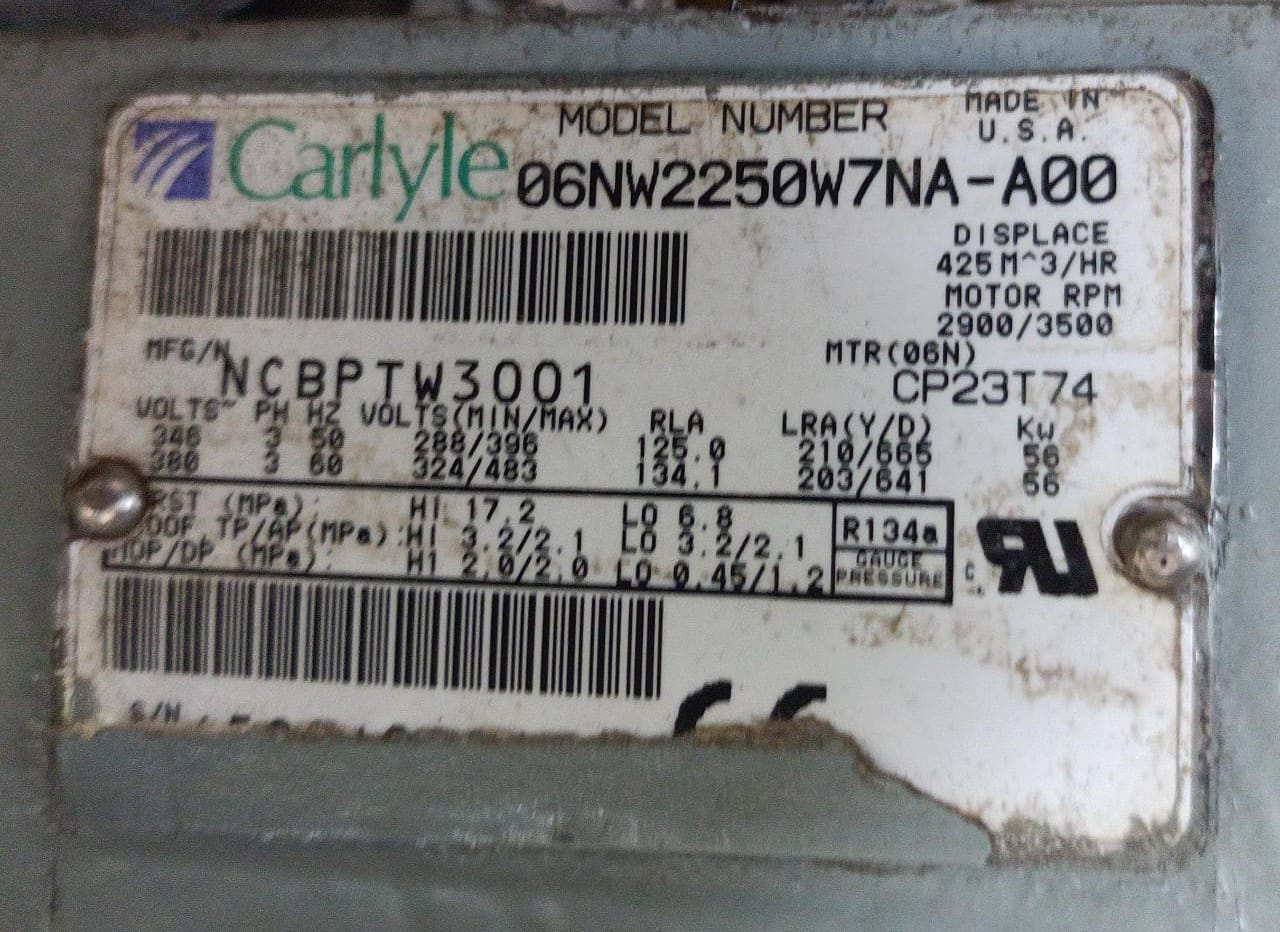 Carlyle
MODEL NUMBER
MADE IN
U.S.A.
06NW2250W7NA-A00
DISPLACE
425 M^3/HR
MOTOR RPM
2900/3500
MFG/N
NCBPTW3001
MTR(06N)
CP23T74
VOLTS~ PH HZ VOLTS(MIN/MAX) RLA LRA(Y/D) KW
346 3 50 288/396 125.0 210/665 56
380 3 60 324/483 134.1 203/641 56
RST (MPa): HI 17.2 LO 6.8
OOF TP/AP(MPa): HI 3.2/2.1 LO 3.2/2.1
MOP/DP (MPa): HI 2.0/2.0 LO 0.45/1.2
R134a
GAUGE
PRESSURE
c RU
S/N